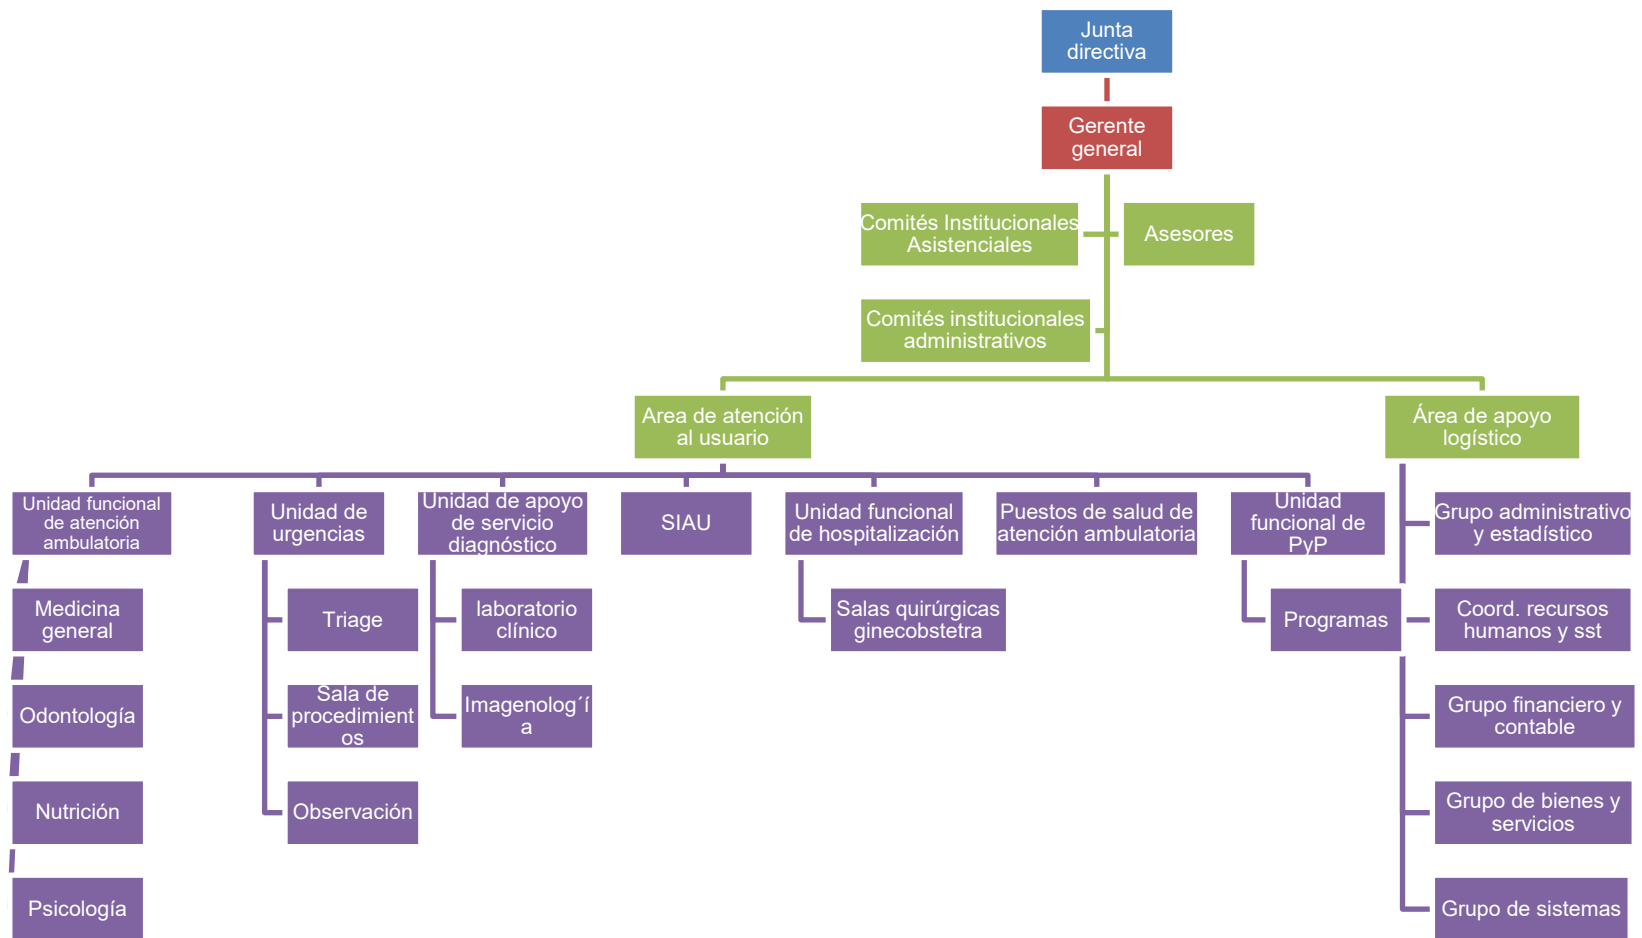 Junta
directiva
Gerente
general
Comités Institucionales
Asistenciales
Asesores
Comités institucionales
administrativos
Area de atención
al usuario
Área de apoyo
logístico
Unidad funcional
de atención
ambulatoria
Unidad de
urgencias
Unidad de apoyo
de servicio
diagnóstico
SIAU
Unidad funcional
de hospitalización
Puestos de salud de
atención ambulatoria
Unidad
funcional de
PyP
Grupo administrativo
y estadístico
Medicina
general
Triage
laboratorio
clínico
Salas quirúrgicas
ginecobstetra
Programas
Coord. recursos
humanos y sst
Odontología
Sala de
procedimient
os
Imagenolog´í
a
Grupo financiero y
contable
Nutrición
Observación
Grupo de bienes y
servicios
Psicología
Grupo de sistemas